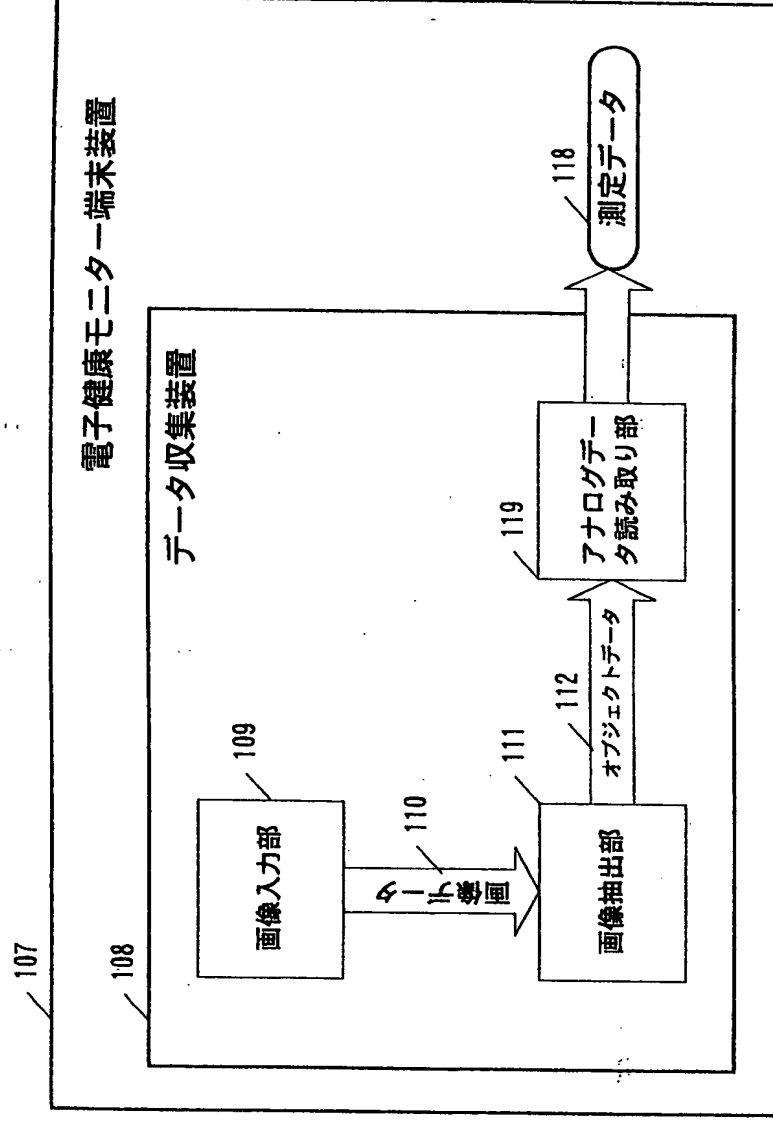 107
電子健康モニター端末装置
108
データ収集装置
109
画像入力部
110
画像データ
111
画像抽出部
112
オブジェクトデータ
119
アナログデー
タ読み取り部
118
測定データ